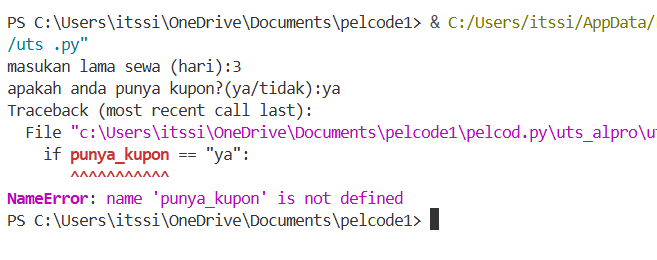 PS C:\Users\itssi\OneDrive\Documents\pelcode1> & C:/Users/itssi/AppData/
/uts .py"
masukan lama sewa (hari):3
apakah anda punya kupon?(ya/tidak):ya
Traceback (most recent call last):
  File "c:\Users\itssi\OneDrive\Documents\pelcode1\pelcod.py\uts_alpro\u
    if punya_kupon == "ya":
       ^^^^^^^^^^^
NameError: name 'punya_kupon' is not defined
PS C:\Users\itssi\OneDrive\Documents\pelcode1>